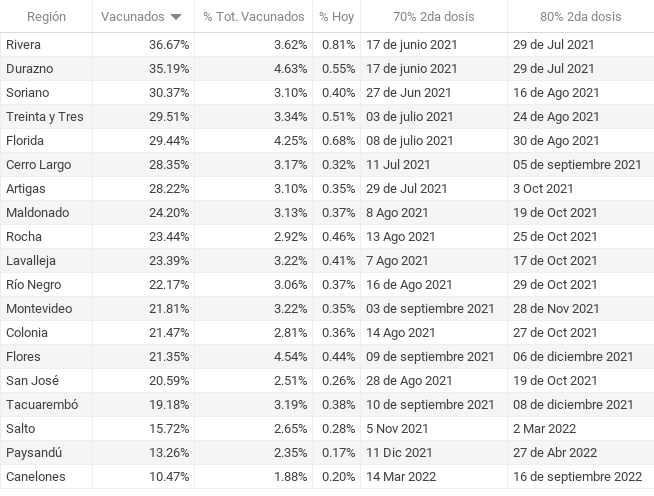 Región Vacunados % Tot. Vacunados % Hoy 70% 2da dosis 80% 2da dosis
Rivera 36.67% 3.62% 0.81% 17 de junio 2021 29 de Jul 2021
Durazno 35.19% 4.63% 0.55% 17 de junio 2021 29 de Jul 2021
Soriano 30.37% 3.10% 0.40% 27 de Jun 2021 16 de Ago 2021
Treinta y Tres 29.51% 3.34% 0.51% 03 de julio 2021 24 de Ago 2021
Florida 29.44% 4.25% 0.68% 08 de julio 2021 30 de Ago 2021
Cerro Largo 28.35% 3.17% 0.32% 11 Jul 2021 05 de septiembre 2021
Artigas 28.22% 3.10% 0.35% 29 de Jul 2021 3 Oct 2021
Maldonado 24.20% 3.13% 0.37% 8 Ago 2021 19 de Oct 2021
Rocha 23.44% 2.92% 0.46% 13 Ago 2021 25 de Oct 2021
Lavalleja 23.39% 3.22% 0.41% 7 Ago 2021 17 de Oct 2021
Río Negro 22.17% 3.06% 0.37% 16 de Ago 2021 29 de Oct 2021
Montevideo 21.81% 3.22% 0.35% 03 de septiembre 2021 28 de Nov 2021
Colonia 21.47% 2.81% 0.36% 14 Ago 2021 27 de Oct 2021
Flores 21.35% 4.54% 0.44% 09 de septiembre 2021 06 de diciembre 2021
San José 20.59% 2.51% 0.26% 28 de Ago 2021 19 de Oct 2021
Tacuarembó 19.18% 3.19% 0.38% 10 de septiembre 2021 08 de diciembre 2021
Salto 15.72% 2.65% 0.28% 5 Nov 2021 2 Mar 2022
Paysandú 13.26% 2.35% 0.17% 11 Dic 2021 27 de Abr 2022
Canelones 10.47% 1.88% 0.20% 14 Mar 2022 16 de septiembre 2022